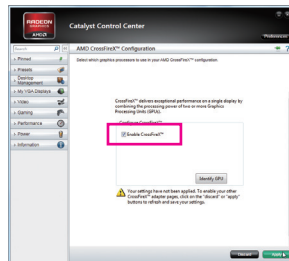 RADEON
GRAPHICS
AMD
Catalyst Control Center
Preferences
Search
AMD CrossFireX™ Configuration
Select which graphics processors to use in your AMD CrossFireX™ configuration
Pinned
Presets
Desktop
Management
My VGA Displays
Video
Gaming
Performance
Power
Information
CrossFireX™ delivers exceptional performance on a single display by
combining the processing power of two or more Graphics
Processing Units (GPUs).
Configure CrossFireX™
Enable CrossFireX™
Identify GPU
Your settings have not been applied. To enable your other
CrossFireX™ adapter pages, click on the "discard" or "apply"
buttons to refresh and save your settings.
Discard
Apply